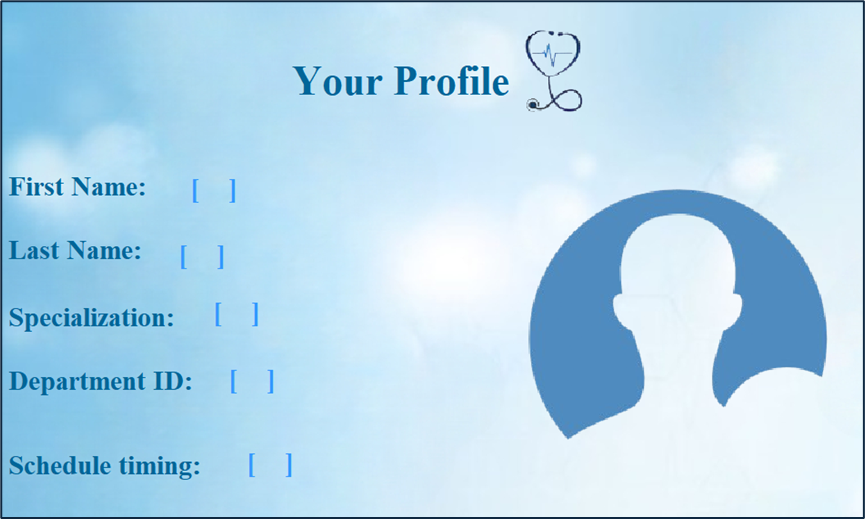 Your Profile
First Name: [ ]
Last Name: [ ]
Specialization: [ ]
Department ID: [ ]
Schedule timing: [ ]